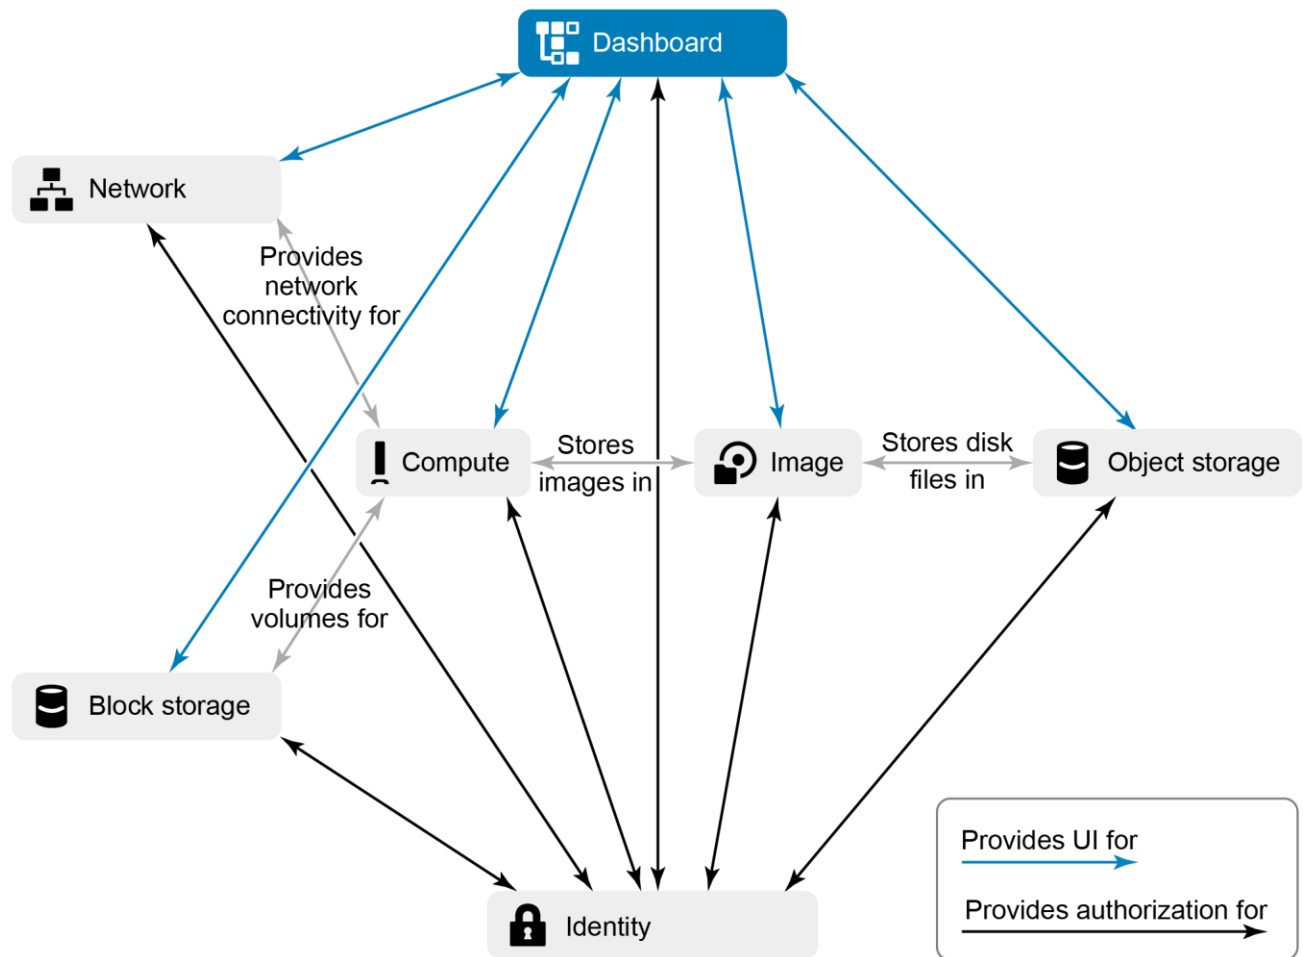 Dashboard
Network
Provides
network
connectivity for
Compute
Stores
images in
Image
Stores disk
files in
Object storage
Provides
volumes for
Block storage
Identity
Provides UI for
Provides authorization for